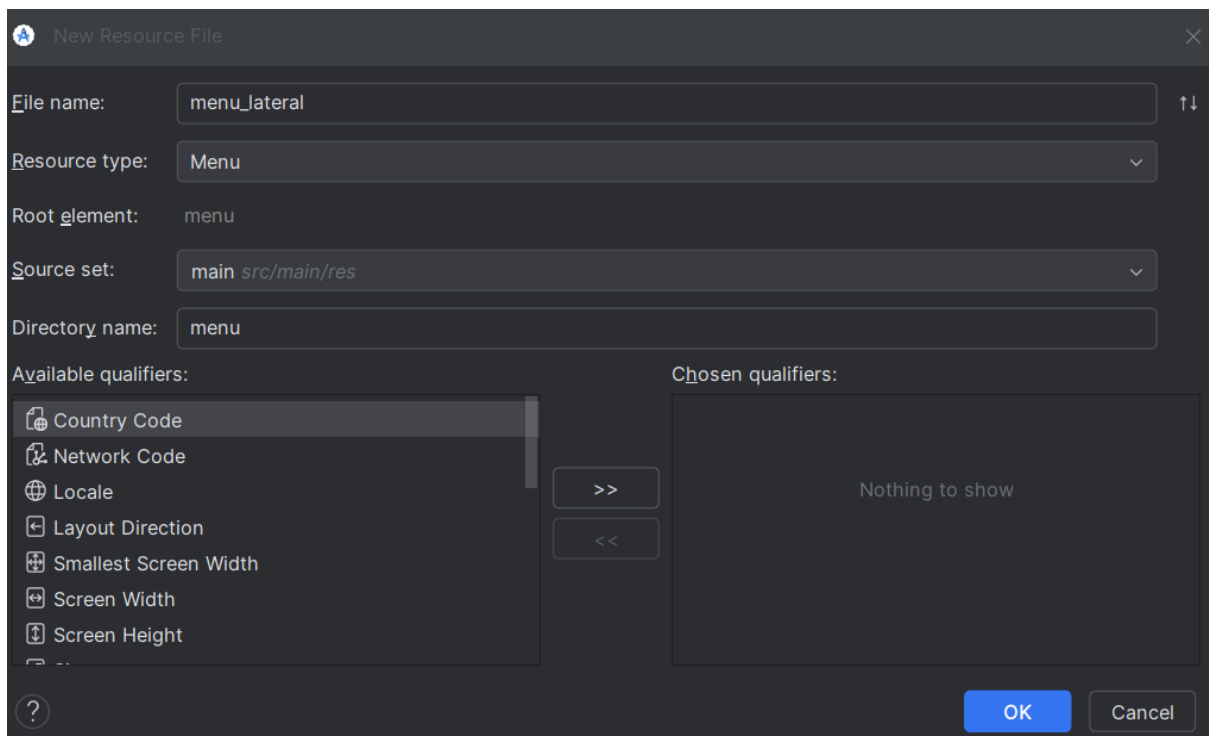 New Resource File
File name:
menu_lateral
Resource type:
Menu
Root element:
menu
Source set:
main src/main/res
Directory name:
menu
Available qualifiers:
Chosen qualifiers:
Country Code
Network Code
Locale
Layout Direction
Smallest Screen Width
Screen Width
Screen Height
>>
<<
Nothing to show
?
OK
Cancel